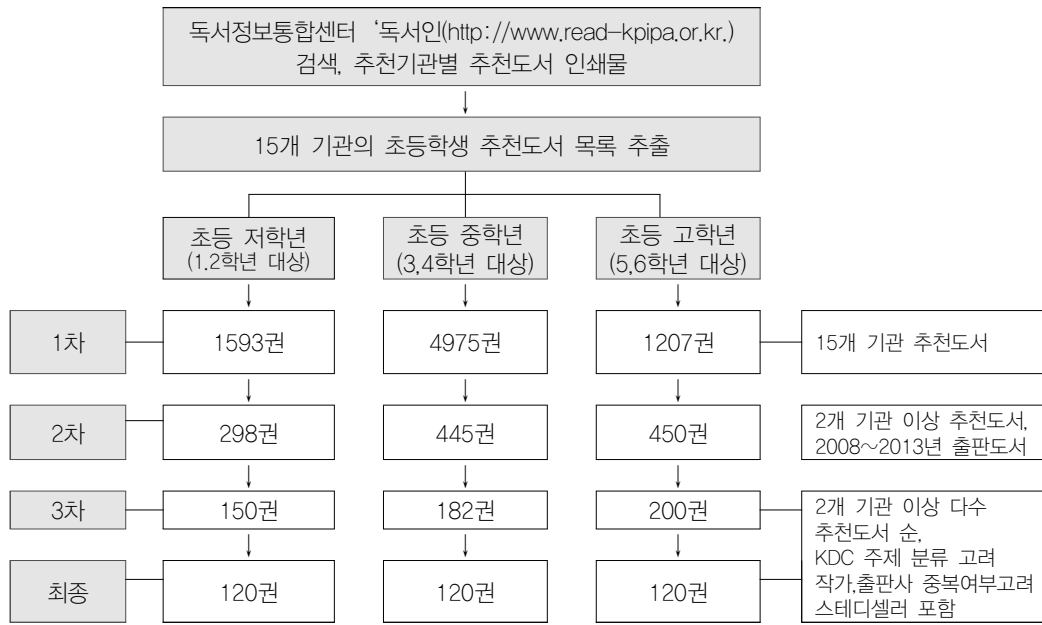 독서정보통합센터 ‘독서인(http://www.read-kpipa.or.kr.)
검색, 추천기관별 추천도서 인쇄물
15개 기관의 초등학생 추천도서 목록 추출
초등 저학년
(1.2학년 대상)
초등 중학년
(3,4학년 대상)
초등 고학년
(5,6학년 대상)
1차
1593권
4975권
1207권
15개 기관 추천도서
2차
298권
445권
450권
2개 기관 이상 추천도서,
2008~2013년 출판도서
3차
150권
182권
200권
2개 기관 이상 다수
추천도서 순,
KDC 주제 분류 고려
작가,출판사 중복여부고려
스테디셀러 포함
최종
120권
120권
120권